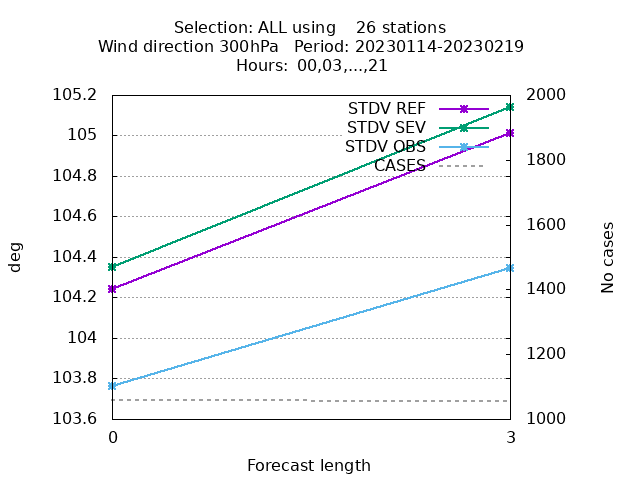 Selection: ALL using    26 stations
Wind direction 300hPa   Period: 20230114-20230219
Hours:  00,03,...,21
105.2
105
104.8
104.6
104.4
104.2
104
103.8
103.6
deg
STDV REF
STDV SEV
STDV OBS
CASES
2000
1800
1600
1400
1200
1000
No cases
0
3
Forecast length